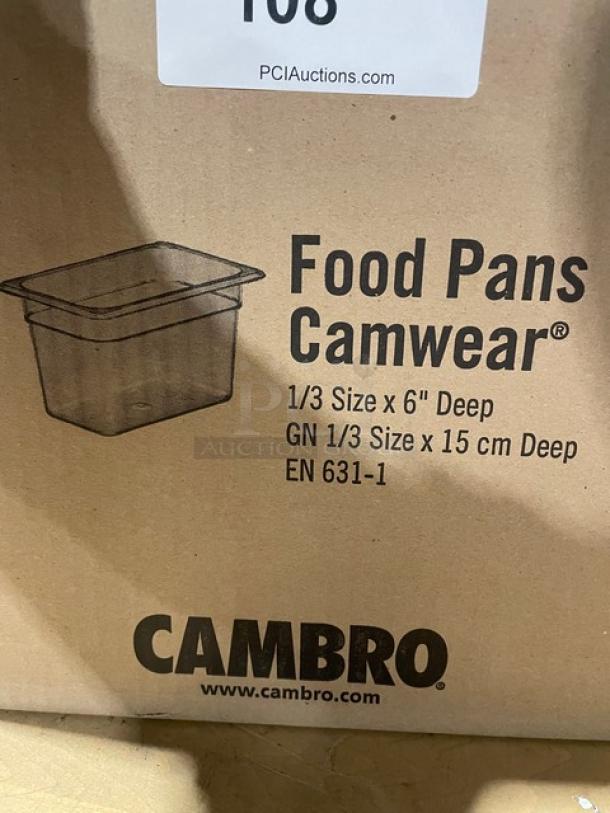 108
PCIAuctions.com
Food Pans
Camwear®
1/3 Size x 6" Deep
GN 1/3 Size x 15 cm Deep
EN 631-1
CAMBRO®
www.cambro.com